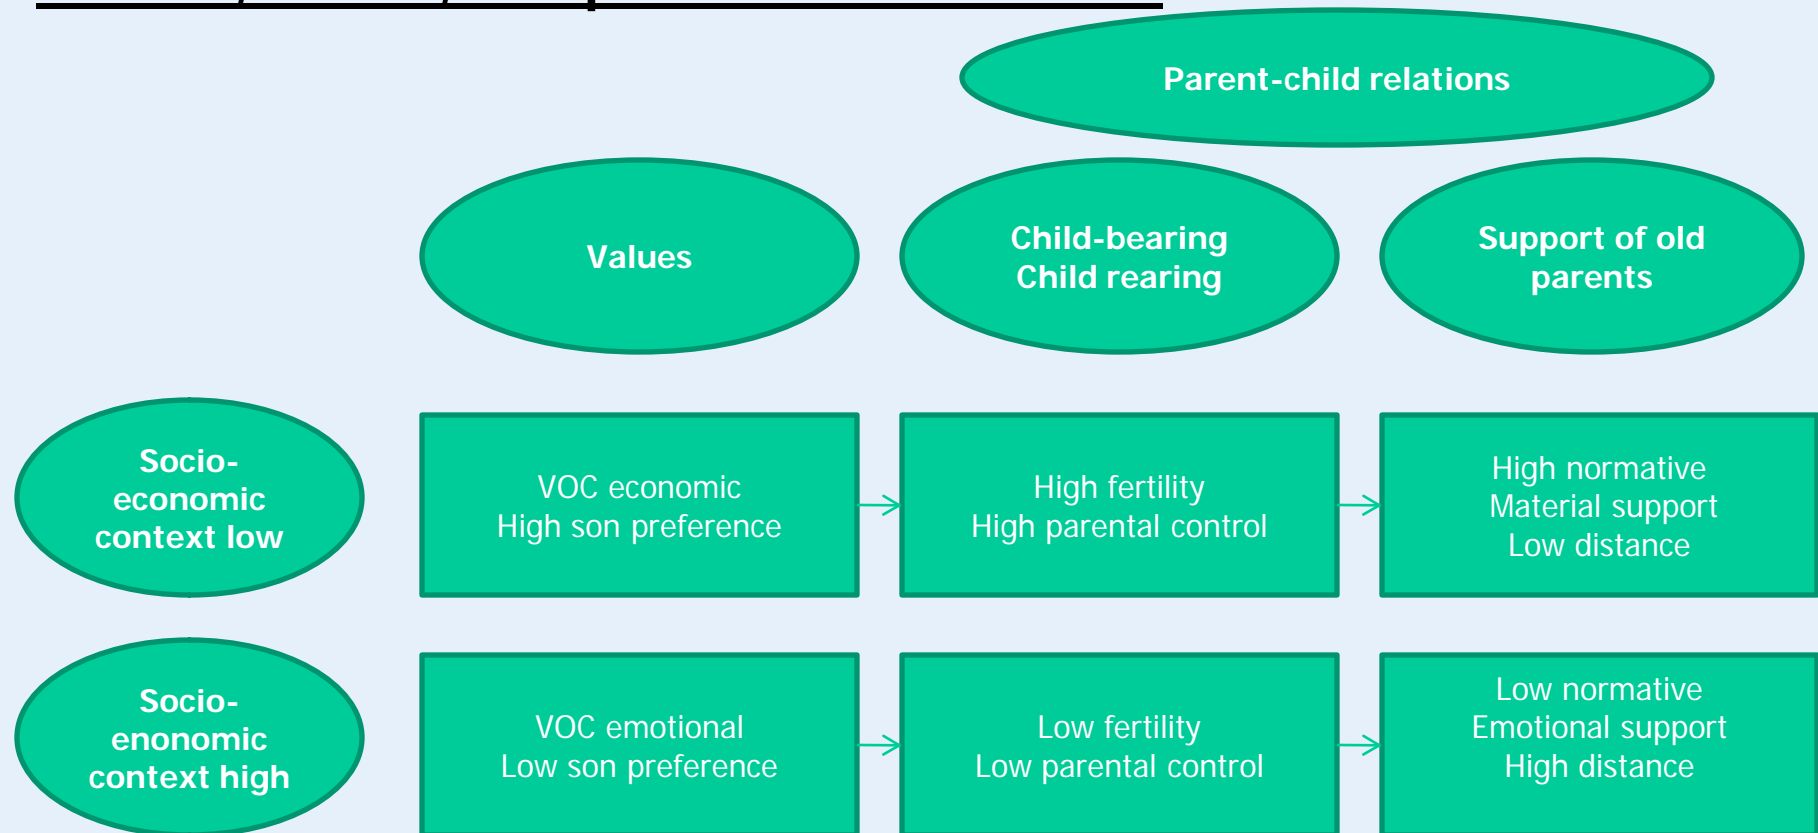 Parent-child relations
Values
Child-bearing
Child rearing
Support of old
parents
Socio-
economic
context low
VOC economic
High son preference
High fertility
High parental control
High normative
Material support
Low distance
Socio-
enonomic
context high
VOC emotional
Low son preference
Low fertility
Low parental control
Low normative
Emotional support
High distance